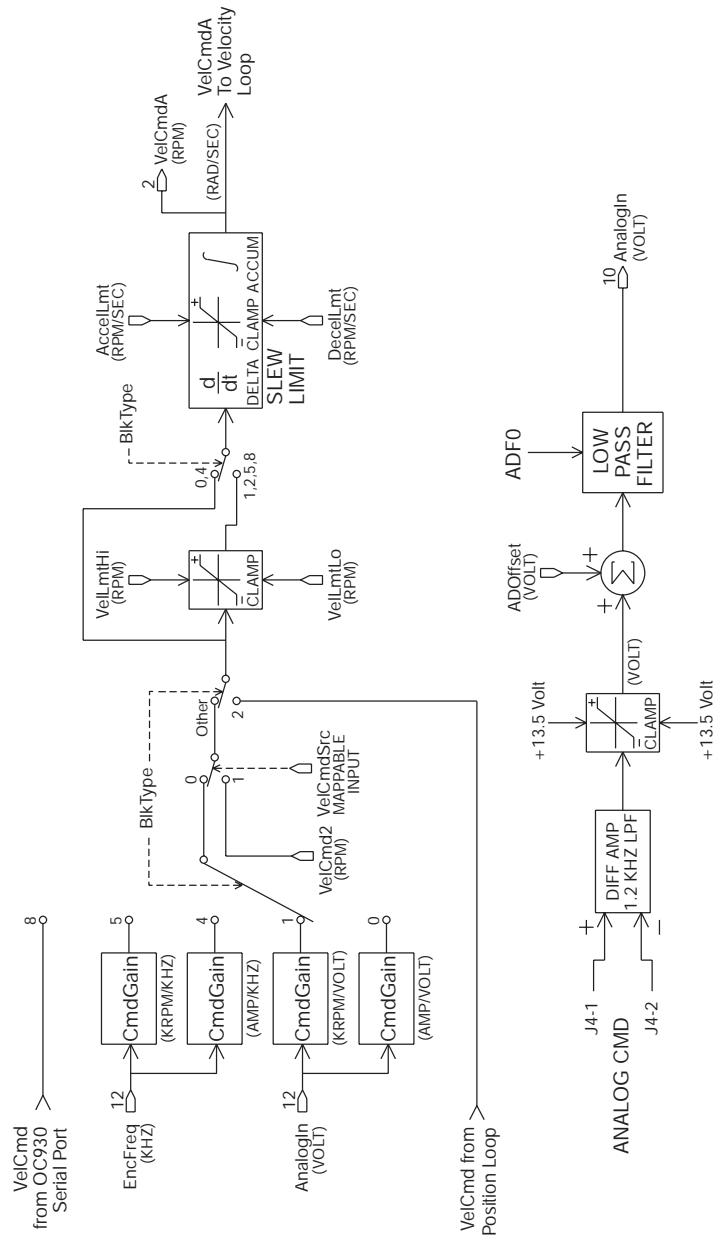 VelCmd
from OC930
Serial Port
8
EncFreq
(KHZ)
12
CmdGain
(KRPM/KHZ)
5
CmdGain
(AMP/KHZ)
4
AnalogIn
(VOLT)
12
CmdGain
(KRPM/VOLT)
1
CmdGain
(AMP/VOLT)
0
VelCmd from
Position Loop
BlkType
0
1
VelCmd2
(RPM)
VelCmdSrc
MAPPABLE
INPUT
Other
2
VelLmtHi
(RPM)
+
=
CLAMP
VelLmtLo
(RPM)
BlkType
0,4
1,2,5,8
AccelLmt
(RPM/SEC)
d
dt
+
=
∫
DELTA CLAMP ACCUM
SLEW
LIMIT
DecelLmt
(RPM/SEC)
2
VelCmdA
(RPM)
(RAD/SEC)
VelCmdA
To Velocity
Loop
J4-1
J4-2
ANALOG CMD
+
−
DIFF AMP
1.2 KHZ LPF
+13.5 Volt
+
=
CLAMP
+13.5 Volt
(VOLT)
ADOffset
(VOLT)
+
+
Σ
ADF0
LOW
PASS
FILTER
10
AnalogIn
(VOLT)